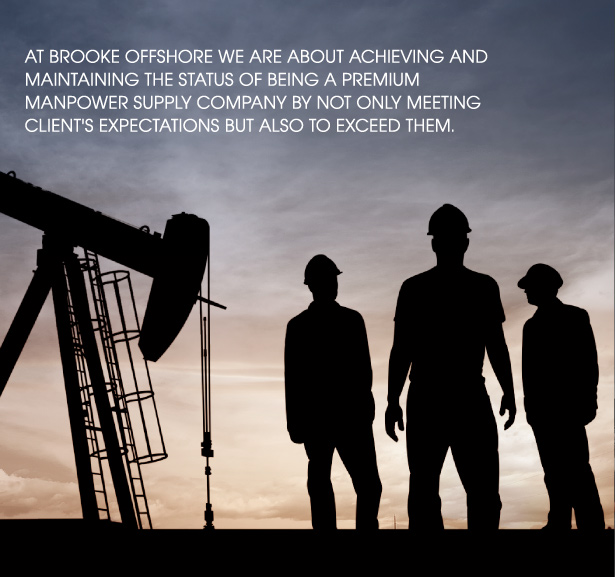 AT BROOKE OFFSHORE WE ARE ABOUT ACHIEVING AND
MAINTAINING THE STATUS OF BEING A PREMIUM
MANPOWER SUPPLY COMPANY BY NOT ONLY MEETING
CLIENT'S EXPECTATIONS BUT ALSO TO EXCEED THEM.